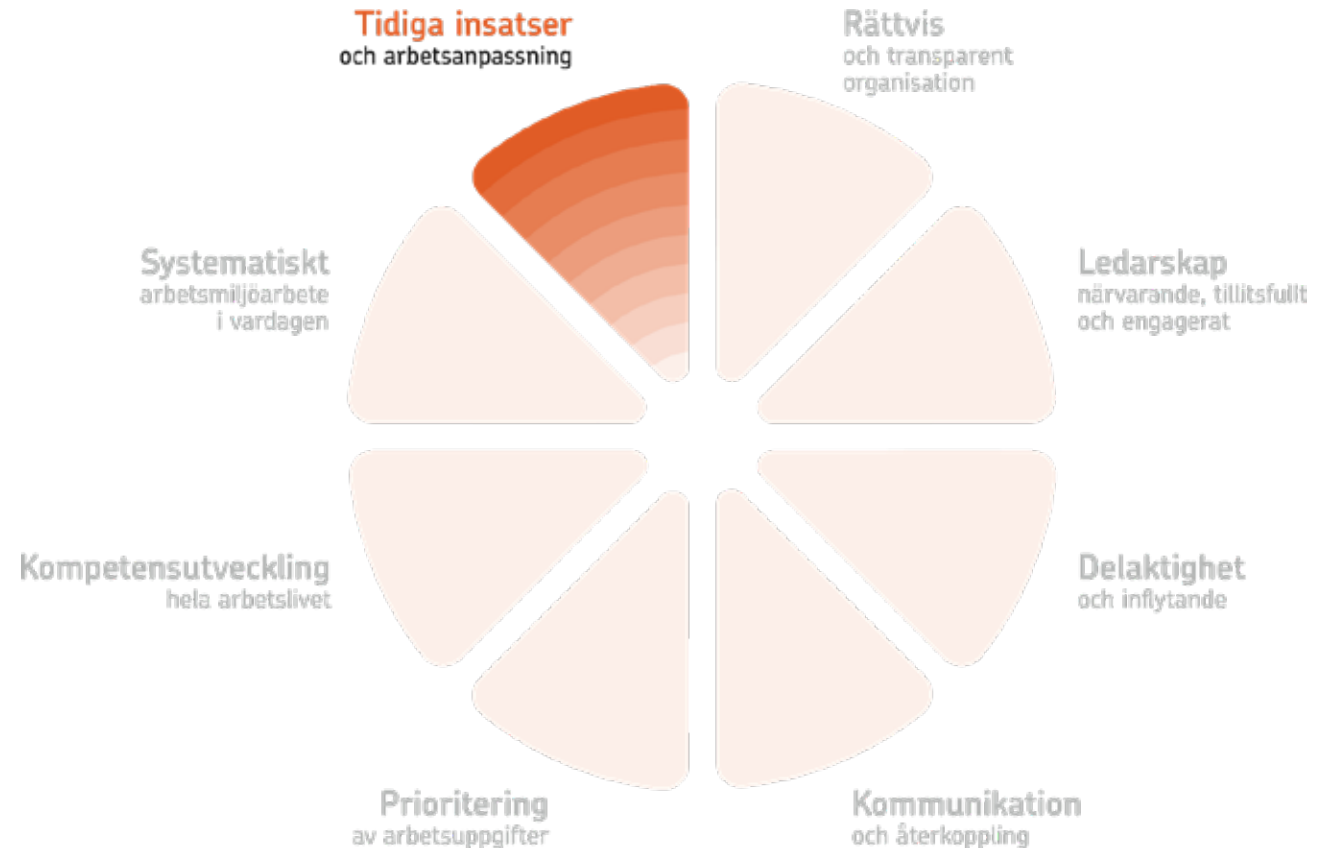 Tidiga insatser
och arbetsanpassning
Rättvis
och transparent
organisation
Ledarskap
närvarande, tillitsfullt
och engagerat
Delaktighet
och inflytande
Kommunikation
och återkoppling
Prioritering
av arbetsuppgifter
Kompetensutveckling
hela arbetslivet
Systematiskt
arbetsmiljöarbete
i vardagen